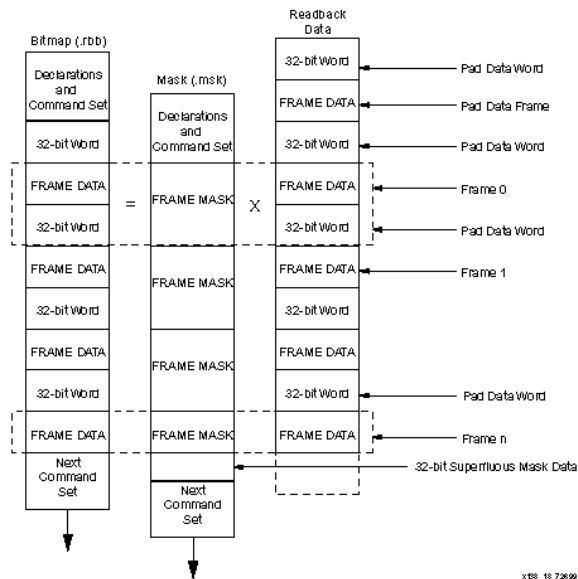 Readback
Data
Bitmap (.rbb)
Mask (.msk)
Declarations
and
Command Set
32-bit Word
FRAME DATA
32-bit Word
FRAME DATA
32-bit Word
FRAME DATA
32-bit Word
FRAME DATA
Next
Command
Set
=
Declarations
and
Command Set
FRAME MASK
FRAME MASK
FRAME MASK
FRAME MASK
Next
Command
Set
X
32-bit Word
FRAME DATA
32-bit Word
FRAME DATA
32-bit Word
FRAME DATA
32-bit Word
FRAME DATA
32-bit Word
FRAME DATA
Pad Data Word
Pad Data Frame
Pad Data Word
Frame 0
Pad Data Word
Frame 1
Pad Data Word
Frame n
32-bit Superfluous Mask Data